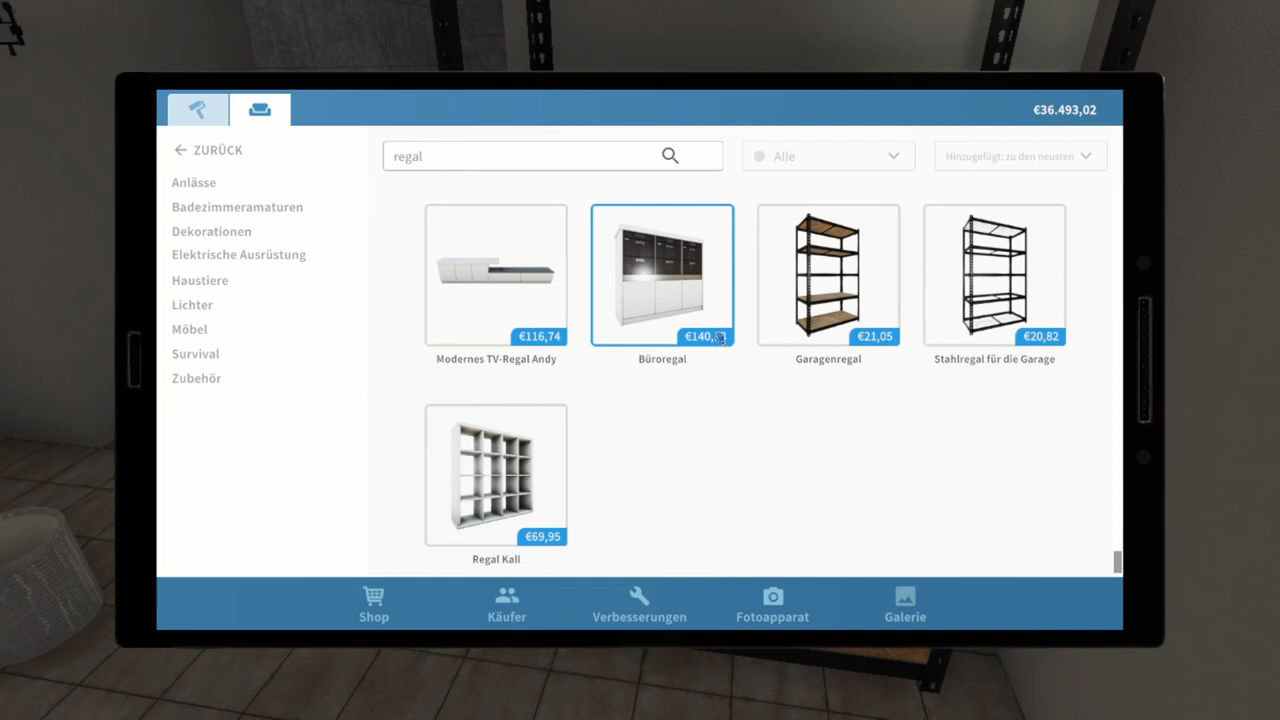 €36.493,02
ZURÜCK
Anlässe
Badezimmeramaturen
Dekorationen
Elektrische Ausrüstung
Haustiere
Lichter
Möbel
Survival
Zubehör
regal
Alle
Hinzugefügt: zu den neusten
€116,74
Modernes TV-Regal Andy
Büroregal
€21,05
Garagenregal
€20,82
Stahlregal für die Garage
€69,95
Regal Kall
Shop
Käufer
Verbesserungen
Fotoapparat
Galerie